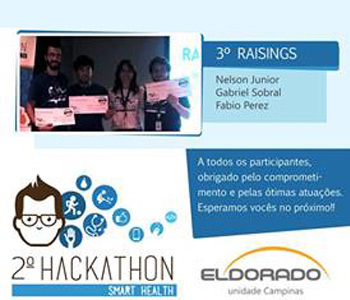 3º RAISINGS
Nelson Junior
Gabriel Sobral
Fabio Perez
A todos os participantes,
obrigado pelo comprometi-
mento e pelas ótimas atuações.
Esperamos vocês no próximo!!
2º HACKATHON
SMART HEALTH
ELDORADO
unidade Campinas